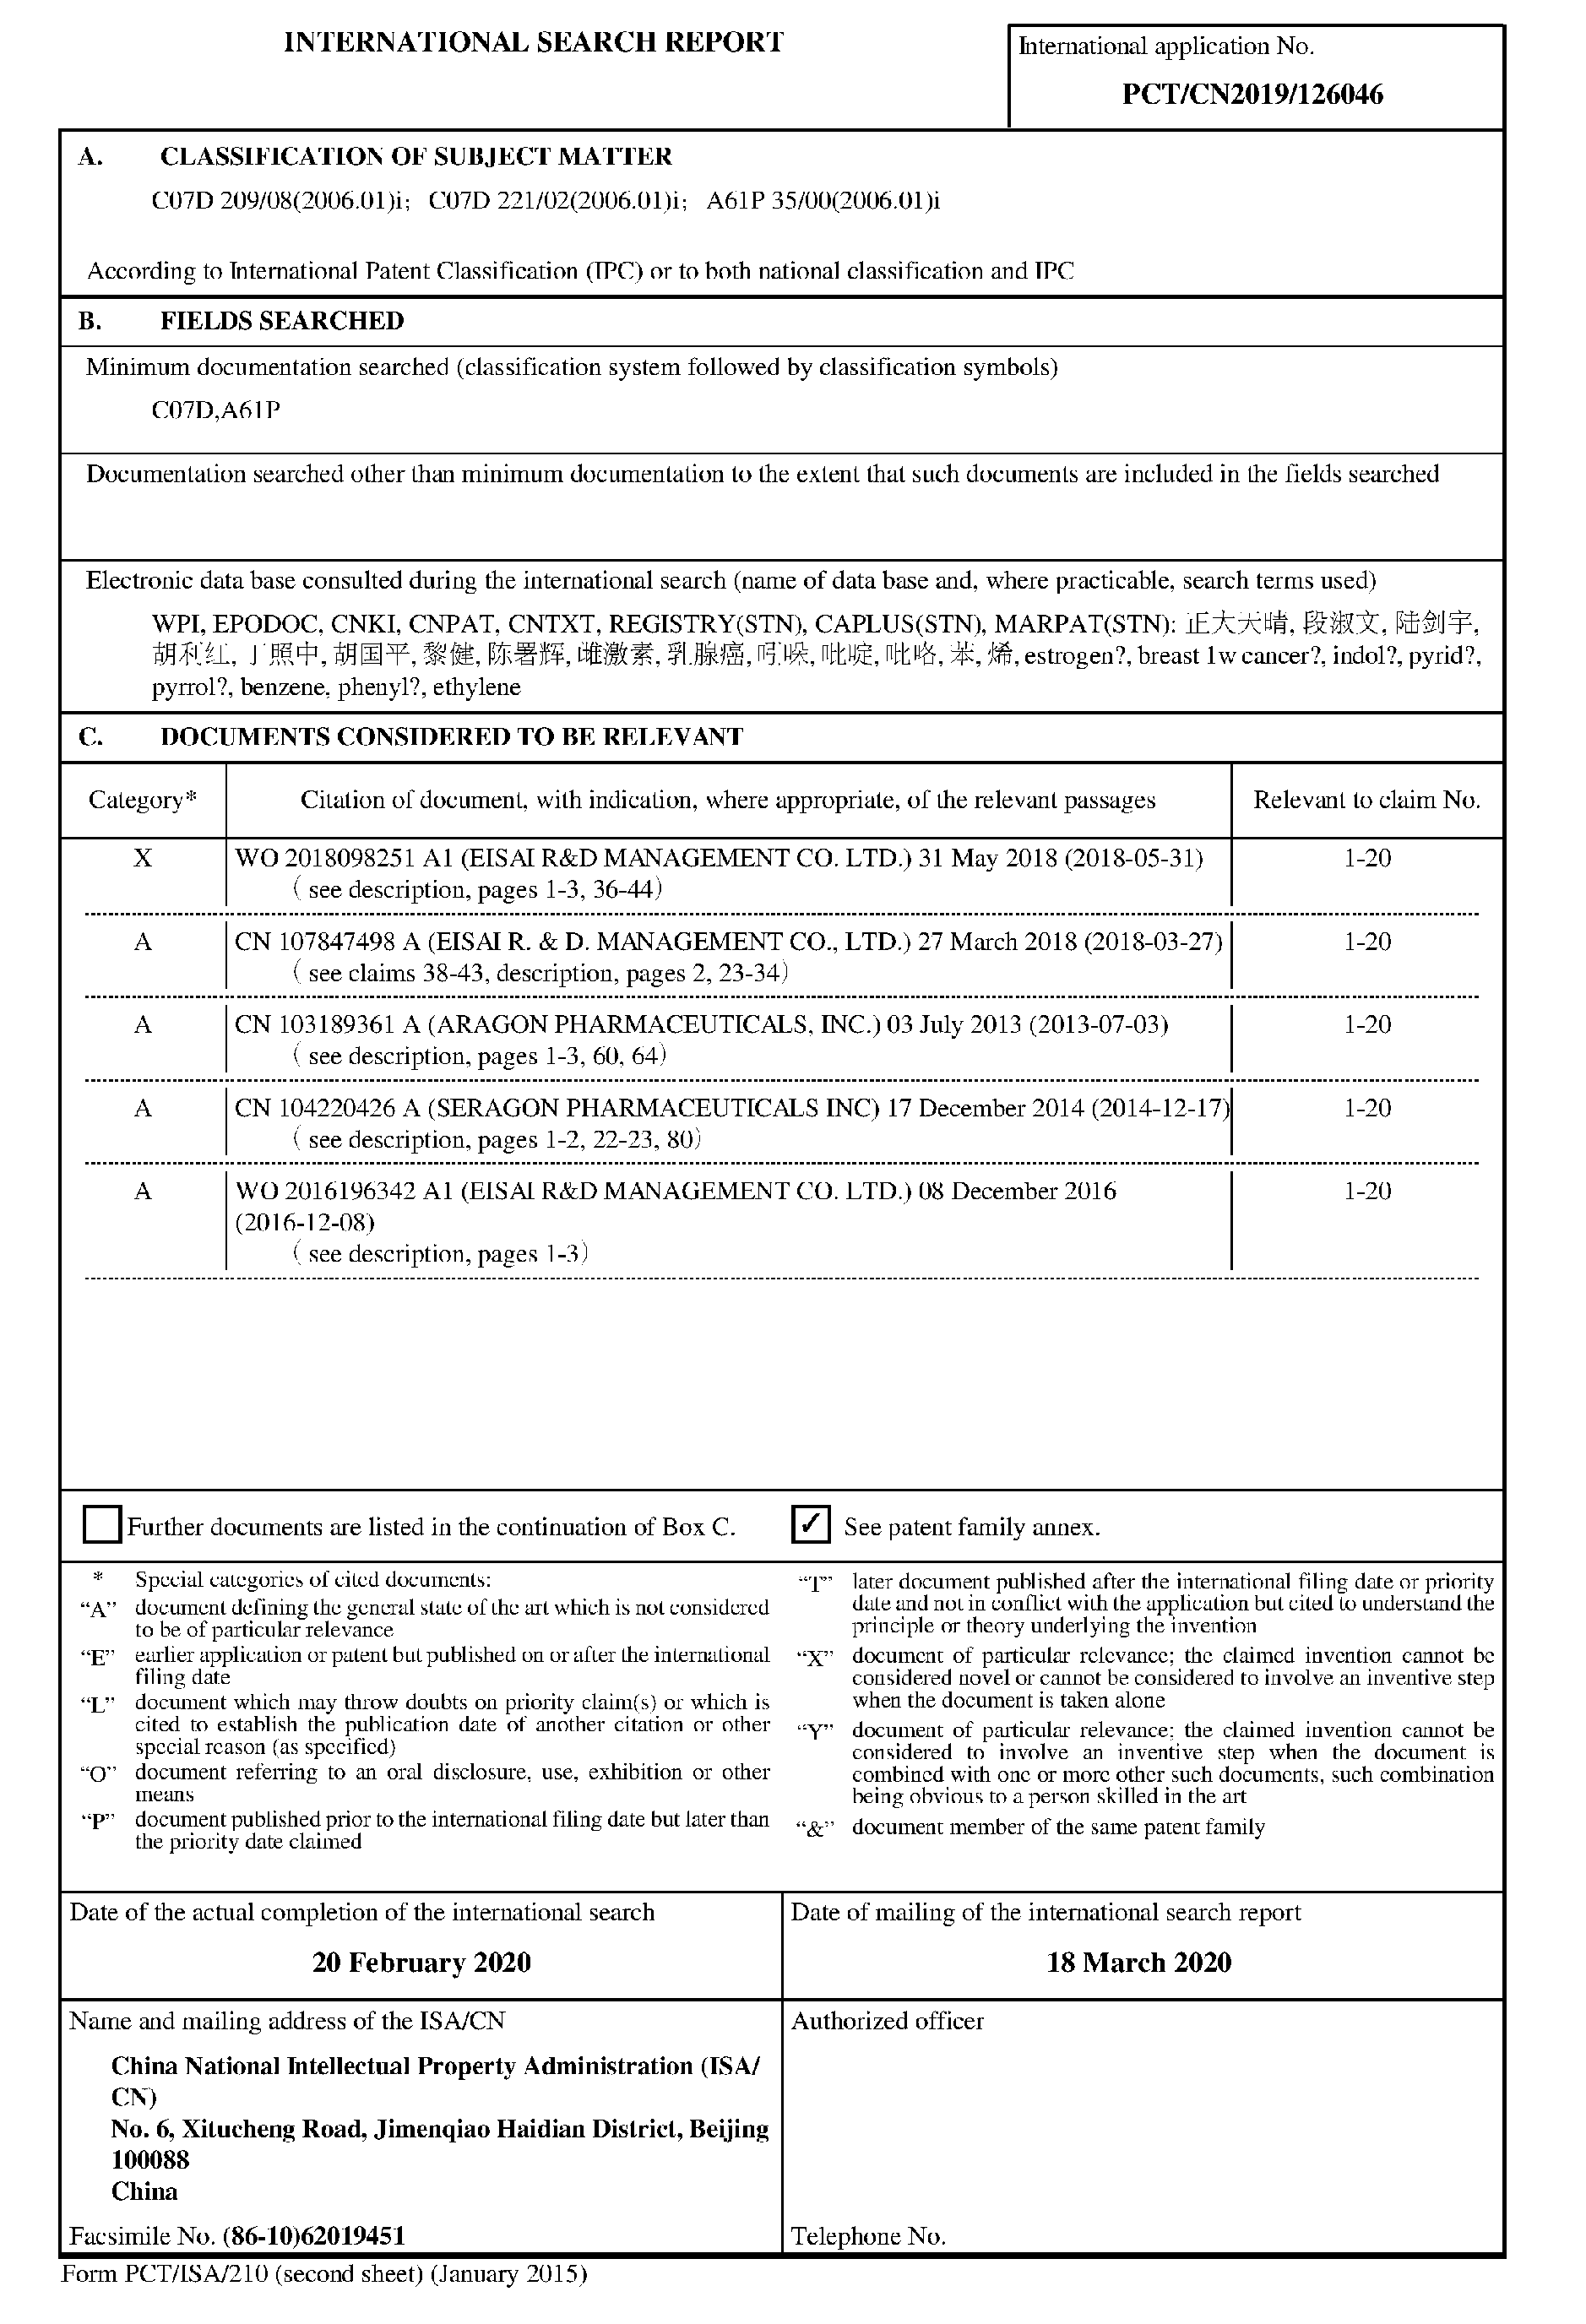 INTERNATIONAL SEARCH REPORT
International application No.
PCT/CN2019/126046
A. CLASSIFICATION OF SUBJECT MATTER
C07D 209/08(2006.01)i; C07D 221/02(2006.01)i; A61P 35/00(2006.01)i
According to International Patent Classification (IPC) or to both national classification and IPC
B. FIELDS SEARCHED
Minimum documentation searched (classification system followed by classification symbols)
C07D,A61P
Documentation searched other than minimum documentation to the extent that such documents are included in the fields searched
Electronic data base consulted during the international search (name of data base and, where practicable, search terms used)
WPI, EPODOC, CNKI, CNPAT, CNTXT, REGISTRY(STN), CAPLUS(STN), MARPAT(STN): 正大天晴, 段淑文, 陆剑宇,
胡利红, 丁照中, 胡国平, 黎健, 陈曙辉, 雌激素, 乳腺癌, 吲哚, 吡啶, 吡咯, 苯, 烯, estrogen?, breast 1w cancer?, indol?, pyrid?,
pyrrol?, benzene, phenyl?, ethylene
C. DOCUMENTS CONSIDERED TO BE RELEVANT
Category* Citation of document, with indication, where appropriate, of the relevant passages Relevant to claim No.
X WO 2018098251 A1 (EISAI R&D MANAGEMENT CO. LTD.) 31 May 2018 (2018-05-31) 1-20
( see description, pages 1-3, 36-44)
A CN 107847498 A (EISAI R. & D. MANAGEMENT CO., LTD.) 27 March 2018 (2018-03-27) 1-20
( see claims 38-43, description, pages 2, 23-34)
A CN 103189361 A (ARAGON PHARMACEUTICALS, INC.) 03 July 2013 (2013-07-03) 1-20
( see description, pages 1-3, 60, 64)
A CN 104220426 A (SERAGON PHARMACEUTICALS INC) 17 December 2014 (2014-12-17) 1-20
( see description, pages 1-2, 22-23, 80)
A WO 2016196342 A1 (EISAI R&D MANAGEMENT CO. LTD.) 08 December 2016 1-20
(2016-12-08)
( see description, pages 1-3)
Further documents are listed in the continuation of Box C.
✓ See patent family annex.
* Special categories of cited documents:
“A” document defining the general state of the art which is not considered
to be of particular relevance
“E” earlier application or patent but published on or after the international
filing date
“L” document which may throw doubts on priority claim(s) or which is
cited to establish the publication date of another citation or other
special reason (as specified)
“O” document referring to an oral disclosure, use, exhibition or other
means
“P” document published prior to the international filing date but later than
the priority date claimed
“T” later document published after the international filing date or priority
date and not in conflict with the application but cited to understand the
principle or theory underlying the invention
“X” document of particular relevance; the claimed invention cannot be
considered novel or cannot be considered to involve an inventive step
when the document is taken alone
“Y” document of particular relevance; the claimed invention cannot be
considered to involve an inventive step when the document is
combined with one or more other such documents, such combination
being obvious to a person skilled in the art
“&” document member of the same patent family
Date of the actual completion of the international search
20 February 2020
Date of mailing of the international search report
18 March 2020
Name and mailing address of the ISA/CN
China National Intellectual Property Administration (ISA/
CN)
No. 6, Xitucheng Road, Jimenqiao Haidian District, Beijing
100088
China
Facsimile No. (86-10)62019451
Authorized officer
Telephone No.
Form PCT/ISA/210 (second sheet) (January 2015)